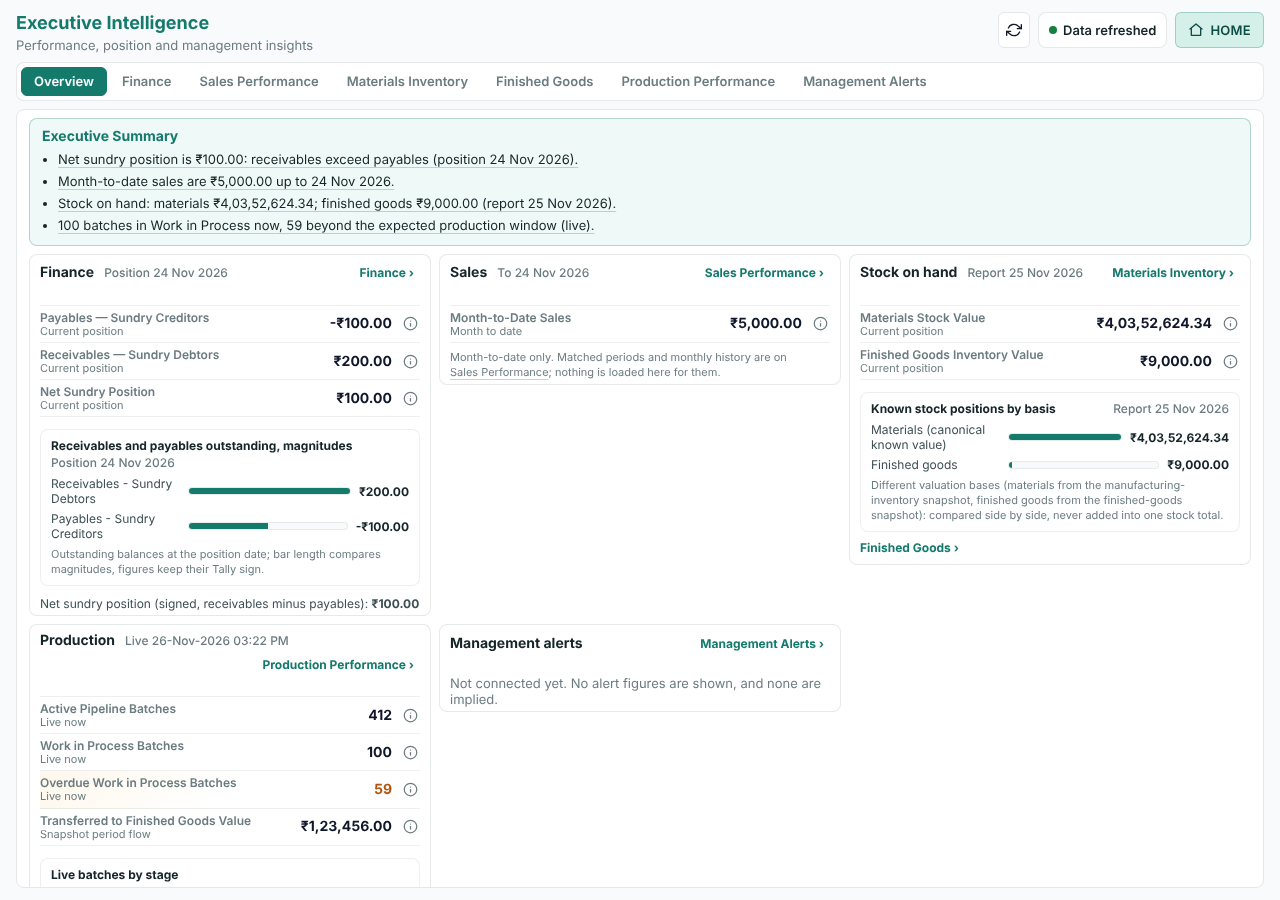 Executive Intelligence
Performance, position and management insights
Data refreshed
HOME
Overview
Finance
Sales Performance
Materials Inventory
Finished Goods
Production Performance
Management Alerts
Executive Summary
• Net sundry position is ₹100.00: receivables exceed payables (position 24 Nov 2026).
• Month-to-date sales are ₹5,000.00 up to 24 Nov 2026.
• Stock on hand: materials ₹4,03,52,624.34; finished goods ₹9,000.00 (report 25 Nov 2026).
• 100 batches in Work in Process now, 59 beyond the expected production window (live).
Finance Position 24 Nov 2026 Finance ›
Payables — Sundry Creditors
Current position
-₹100.00
Receivables — Sundry Debtors
Current position
₹200.00
Net Sundry Position
Current position
₹100.00
Receivables and payables outstanding, magnitudes
Position 24 Nov 2026
Receivables - Sundry
Debtors
₹200.00
Payables - Sundry
Creditors
-₹100.00
Outstanding balances at the position date; bar length compares
magnitudes, figures keep their Tally sign.
Net sundry position (signed, receivables minus payables): ₹100.00
Sales To 24 Nov 2026 Sales Performance ›
Month-to-Date Sales
Month to date
₹5,000.00
Month-to-date only. Matched periods and monthly history are on
Sales Performance; nothing is loaded here for them.
Stock on hand Report 25 Nov 2026 Materials Inventory ›
Materials Stock Value
Current position
₹4,03,52,624.34
Finished Goods Inventory Value
Current position
₹9,000.00
Known stock positions by basis Report 25 Nov 2026
Materials (canonical
known value)
₹4,03,52,624.34
Finished goods
₹9,000.00
Different valuation bases (materials from the manufacturing-
inventory snapshot, finished goods from the finished-goods
snapshot): compared side by side, never added into one stock total.
Finished Goods ›
Production Live 26-Nov-2026 03:22 PM
Production Performance ›
Active Pipeline Batches
Live now
412
Work in Process Batches
Live now
100
Overdue Work in Process Batches
Live now
59
Transferred to Finished Goods Value
Snapshot period flow
₹1,23,456.00
Live batches by stage
Management alerts Management Alerts ›
Not connected yet. No alert figures are shown, and none are
implied.